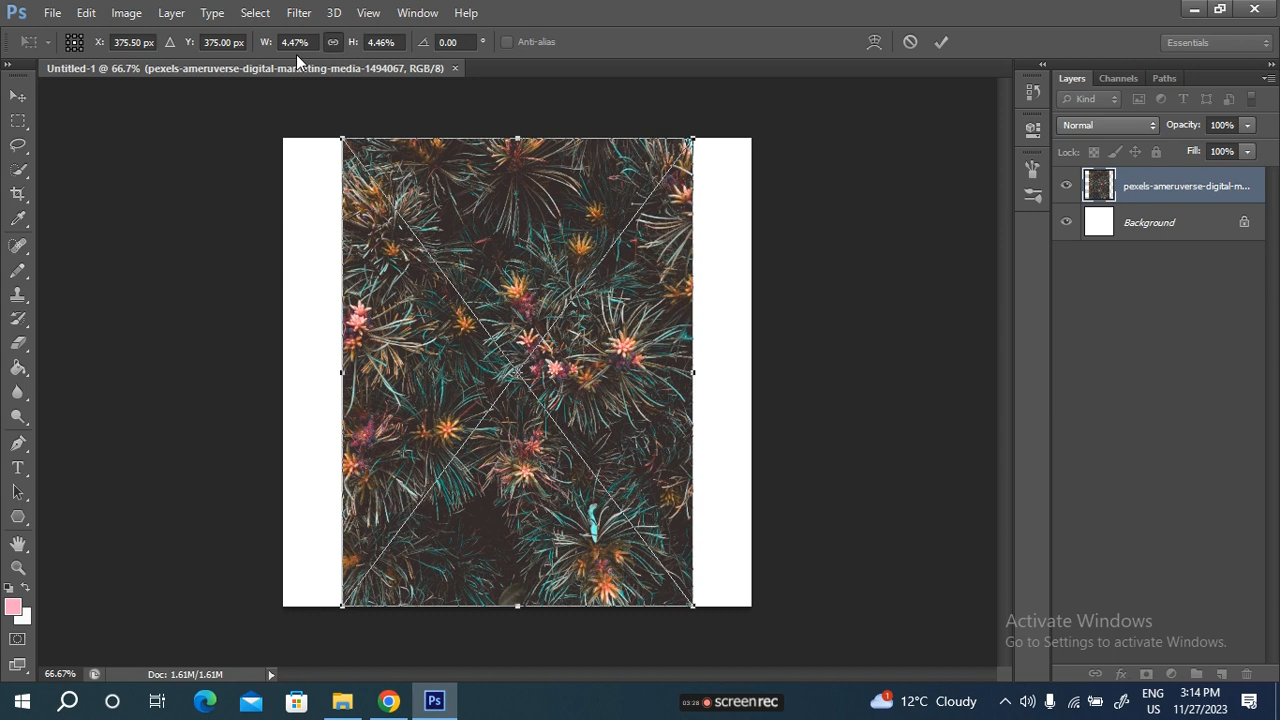 Ps File Edit Image Layer Type Select Filter 3D View Window Help
X: 375.50 px Y: 375.00 px W: 4.47% H: 4.46% 0.00 ° Anti-alias Essentials
Untitled-1 @ 66.7% (pexels-ameruverse-digital-marketing-media-1494067, RGB/8) ×
Layers Channels Paths
Kind
Normal Opacity: 100%
Lock: Fill: 100%
pexels-ameruverse-digital-m...
Background
Activate Windows
Go to Settings to activate Windows.
66.67% Doc: 1.61M/1.61M
Ps 03:28 screenrec 1 12°C Cloudy ENG US 3:14 PM 11/27/2023